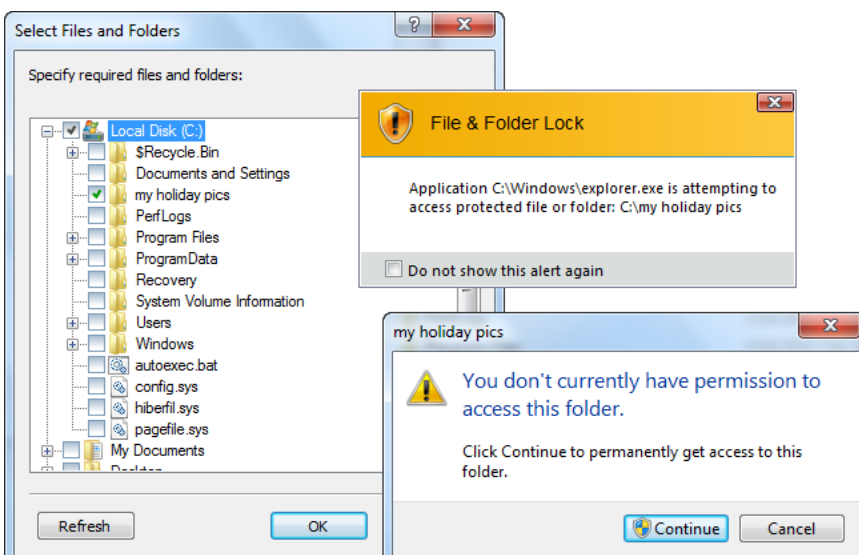 Select Files and Folders
Specify required files and folders:
Local Disk (C:)
$Recycle.Bin
Documents and Settings
my holiday pics
PerfLogs
Program Files
ProgramData
Recovery
System Volume Information
Users
Windows
autoexec.bat
config.sys
hiberfil.sys
pagefile.sys
My Documents
Refresh
OK
File & Folder Lock
Application C:\Windows\explorer.exe is attempting to
access protected file or folder: C:\my holiday pics
Do not show this alert again
my holiday pics
You don't currently have permission to
access this folder.
Click Continue to permanently get access to this
folder.
Continue
Cancel